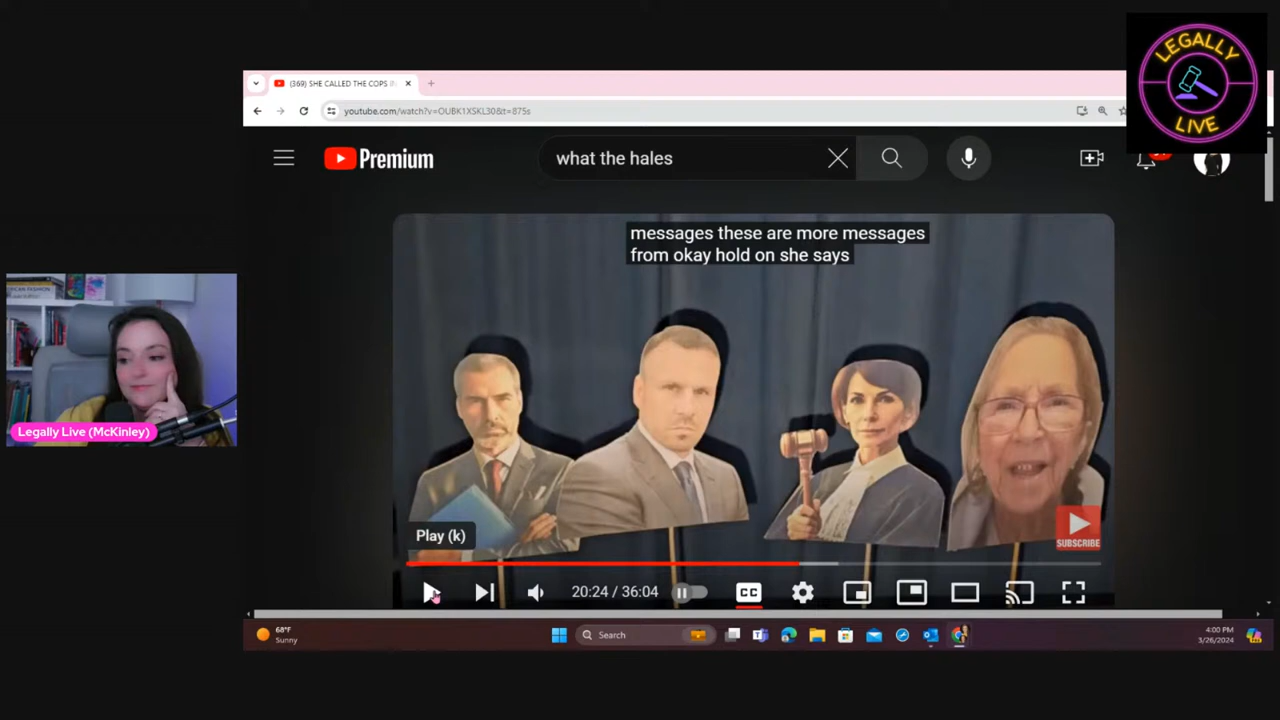 LEGALLY
LIVE
(369) SHE CALLED THE COPS IN
youtube.com/watch?v=OUBK1XSKL30&t=875s
Premium
what the hales
messages these are more messages
from okay hold on she says
Legally Live (McKinley)
Play (k)
SUBSCRIBE
20:24 / 36:04
CC
68°F
Sunny
Search
4:00 PM
3/26/2024